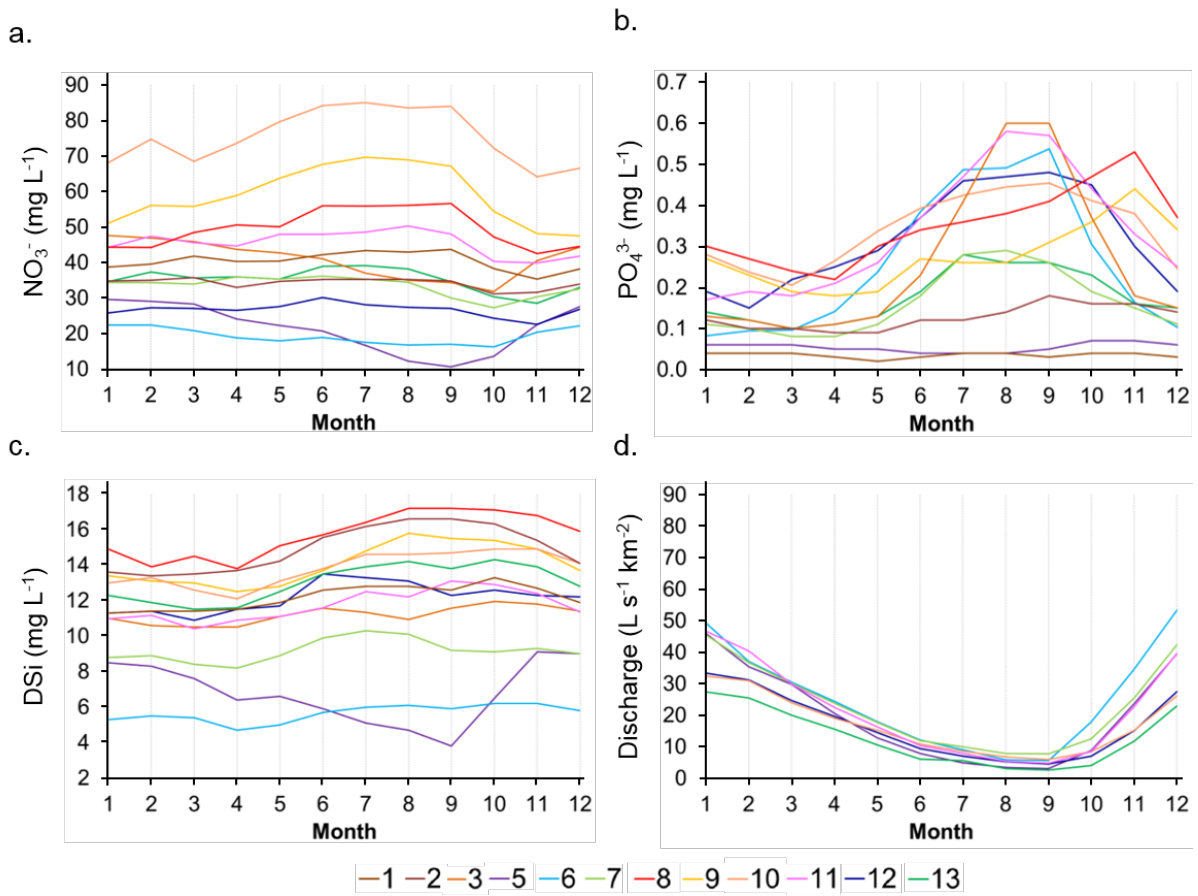 a.
NO₃⁻ (mg L⁻¹)
90
80
70
60
50
40
30
20
10
1 2 3 4 5 6 7 8 9 10 11 12
Month
b.
PO₄³⁻ (mg L⁻¹)
0.7
0.6
0.5
0.4
0.3
0.2
0.1
0.0
1 2 3 4 5 6 7 8 9 10 11 12
Month
c.
DSi (mg L⁻¹)
18
16
14
12
10
8
6
4
2
1 2 3 4 5 6 7 8 9 10 11 12
Month
d.
Discharge (L s⁻¹ km⁻²)
90
80
70
60
50
40
30
20
10
0
1 2 3 4 5 6 7 8 9 10 11 12
Month
1 2 3 5 6 7 8 9 10 11 12 13